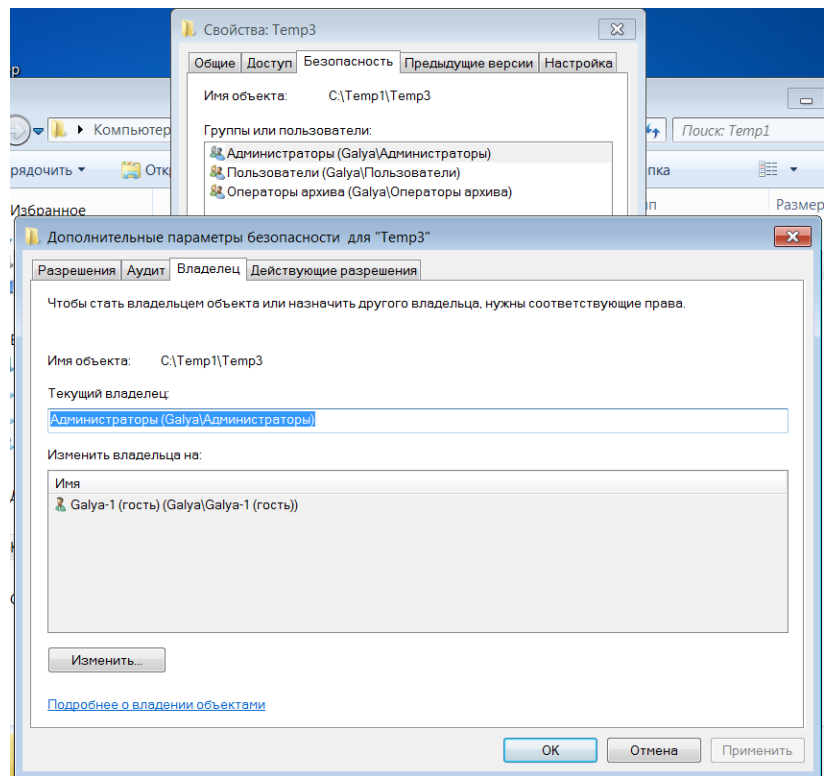 Свойства: Temp3
Общие Доступ Безопасность Предыдущие версии Настройка
Имя объекта: C:\Temp1\Temp3
Компьютер
Поиск: Temp1
Группы или пользователи:
Администраторы (Galya\Администраторы)
Пользователи (Galya\Пользователи)
Операторы архива (Galya\Операторы архива)
рядочить
Отк
пка
Избранное
ип
Размер
Дополнительные параметры безопасности для "Temp3"
Разрешения Аудит Владелец Действующие разрешения
Чтобы стать владельцем объекта или назначить другого владельца, нужны соответствующие права.
Имя объекта: C:\Temp1\Temp3
Текущий владелец:
Администраторы (Galya\Администраторы)
Изменить владельца на:
Имя
Galya-1 (гость) (Galya\Galya-1 (гость))
Изменить...
Подробнее о владении объектами
OK Отмена Применить